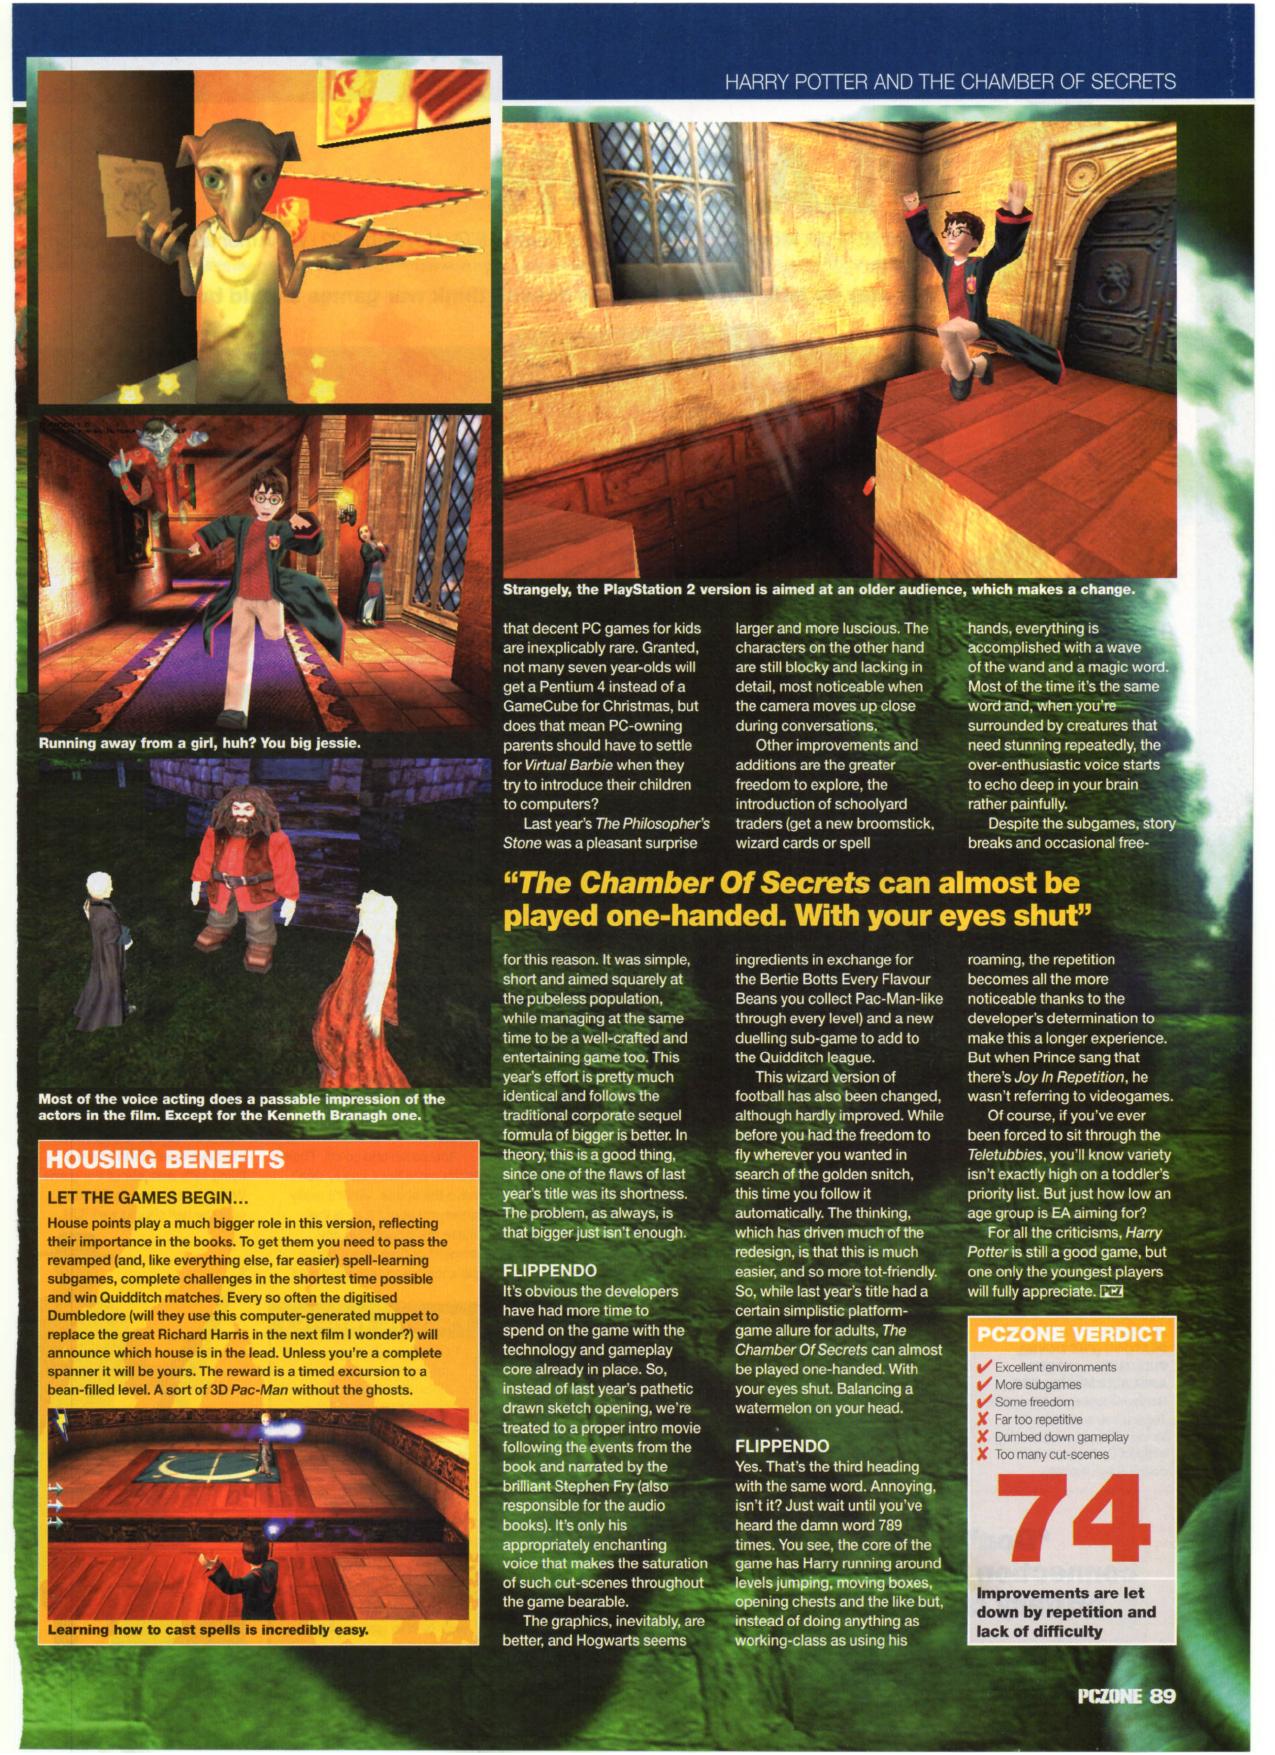 HARRY POTTER AND THE CHAMBER OF SECRETS
Strangely, the PlayStation 2 version is aimed at an older audience, which makes a change.
Running away from a girl, huh? You big jessie.
Most of the voice acting does a passable impression of the
actors in the film. Except for the Kenneth Branagh one.
HOUSING BENEFITS
LET THE GAMES BEGIN...
House points play a much bigger role in this version, reflecting
their importance in the books. To get them you need to pass the
revamped (and, like everything else, far easier) spell-learning
subgames, complete challenges in the shortest time possible
and win Quidditch matches. Every so often the digitised
Dumbledore (will they use this computer-generated muppet to
replace the great Richard Harris in the next film I wonder?) will
announce which house is in the lead. Unless you're a complete
spanner it will be yours. The reward is a timed excursion to a
bean-filled level. A sort of 3D Pac-Man without the ghosts.
Learning how to cast spells is incredibly easy.
that decent PC games for kids
are inexplicably rare. Granted,
not many seven year-olds will
get a Pentium 4 instead of a
GameCube for Christmas, but
does that mean PC-owning
parents should have to settle
for Virtual Barbie when they
try to introduce their children
to computers?
Last year's The Philosopher's
Stone was a pleasant surprise
for this reason. It was simple,
short and aimed squarely at
the pubeless population,
while managing at the same
time to be a well-crafted and
entertaining game too. This
year's effort is pretty much
identical and follows the
traditional corporate sequel
formula of bigger is better. In
theory, this is a good thing,
since one of the flaws of last
year's title was its shortness.
The problem, as always, is
that bigger just isn't enough.
FLIPPENDO
It's obvious the developers
have had more time to
spend on the game with the
technology and gameplay
core already in place. So,
instead of last year's pathetic
drawn sketch opening, we're
treated to a proper intro movie
following the events from the
book and narrated by the
brilliant Stephen Fry (also
responsible for the audio
books). It's only his
appropriately enchanting
voice that makes the saturation
of such cut-scenes throughout
the game bearable.
The graphics, inevitably, are
better, and Hogwarts seems
larger and more luscious. The
characters on the other hand
are still blocky and lacking in
detail, most noticeable when
the camera moves up close
during conversations.
Other improvements and
additions are the greater
freedom to explore, the
introduction of schoolyard
traders (get a new broomstick,
wizard cards or spell
"The Chamber Of Secrets can almost be
played one-handed. With your eyes shut"
ingredients in exchange for
the Bertie Botts Every Flavour
Beans you collect Pac-Man-like
through every level) and a new
duelling sub-game to add to
the Quidditch league.
This wizard version of
football has also been changed,
although hardly improved. While
before you had the freedom to
fly wherever you wanted in
search of the golden snitch,
this time you follow it
automatically. The thinking,
which has driven much of the
redesign, is that this is much
easier, and so more tot-friendly.
So, while last year's title had a
certain simplistic platform-
game allure for adults, The
Chamber Of Secrets can almost
be played one-handed. With
your eyes shut. Balancing a
watermelon on your head.
FLIPPENDO
Yes. That's the third heading
with the same word. Annoying,
isn't it? Just wait until you've
heard the damn word 789
times. You see, the core of the
game has Harry running around
levels jumping, moving boxes,
opening chests and the like but,
instead of doing anything as
working-class as using his
hands, everything is
accomplished with a wave
of the wand and a magic word.
Most of the time it's the same
word and, when you're
surrounded by creatures that
need stunning repeatedly, the
over-enthusiastic voice starts
to echo deep in your brain
rather painfully.
Despite the subgames, story
breaks and occasional free-
roaming, the repetition
becomes all the more
noticeable thanks to the
developer's determination to
make this a longer experience.
But when Prince sang that
there's Joy In Repetition, he
wasn't referring to videogames.
Of course, if you've ever
been forced to sit through the
Teletubbies, you'll know variety
isn't exactly high on a toddler's
priority list. But just how low an
age group is EA aiming for?
For all the criticisms, Harry
Potter is still a good game, but
one only the youngest players
will fully appreciate. PCZ
PCZONE VERDICT
✔ Excellent environments
✔ More subgames
✔ Some freedom
✘ Far too repetitive
✘ Dumbed down gameplay
✘ Too many cut-scenes
74
Improvements are let
down by repetition and
lack of difficulty
PCZONE 89